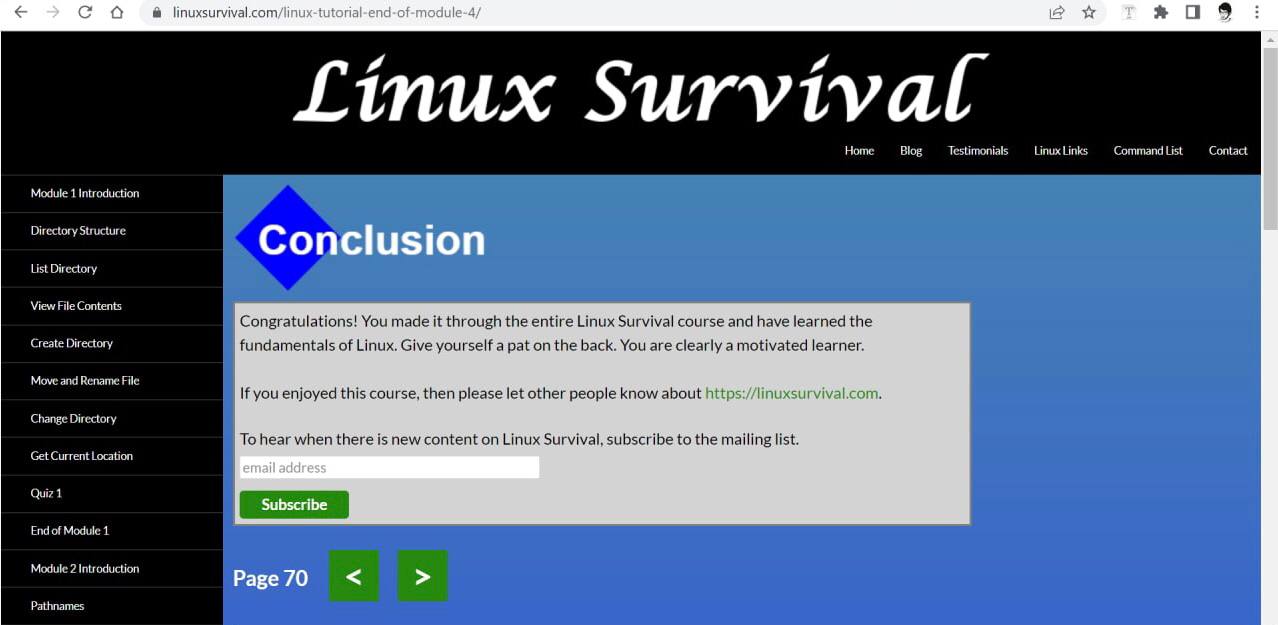 linuxsurvival.com/linux-tutorial-end-of-module-4/
Linux Survival
Home
Blog
Testimonials
Linux Links
Command List
Contact
Module 1 Introduction
Directory Structure
List Directory
View File Contents
Create Directory
Move and Rename File
Change Directory
Get Current Location
Quiz 1
End of Module 1
Module 2 Introduction
Pathnames
Conclusion
Congratulations! You made it through the entire Linux Survival course and have learned the
fundamentals of Linux. Give yourself a pat on the back. You are clearly a motivated learner.
If you enjoyed this course, then please let other people know about https://linuxsurvival.com.
To hear when there is new content on Linux Survival, subscribe to the mailing list.
email address
Subscribe
Page 70
<
>